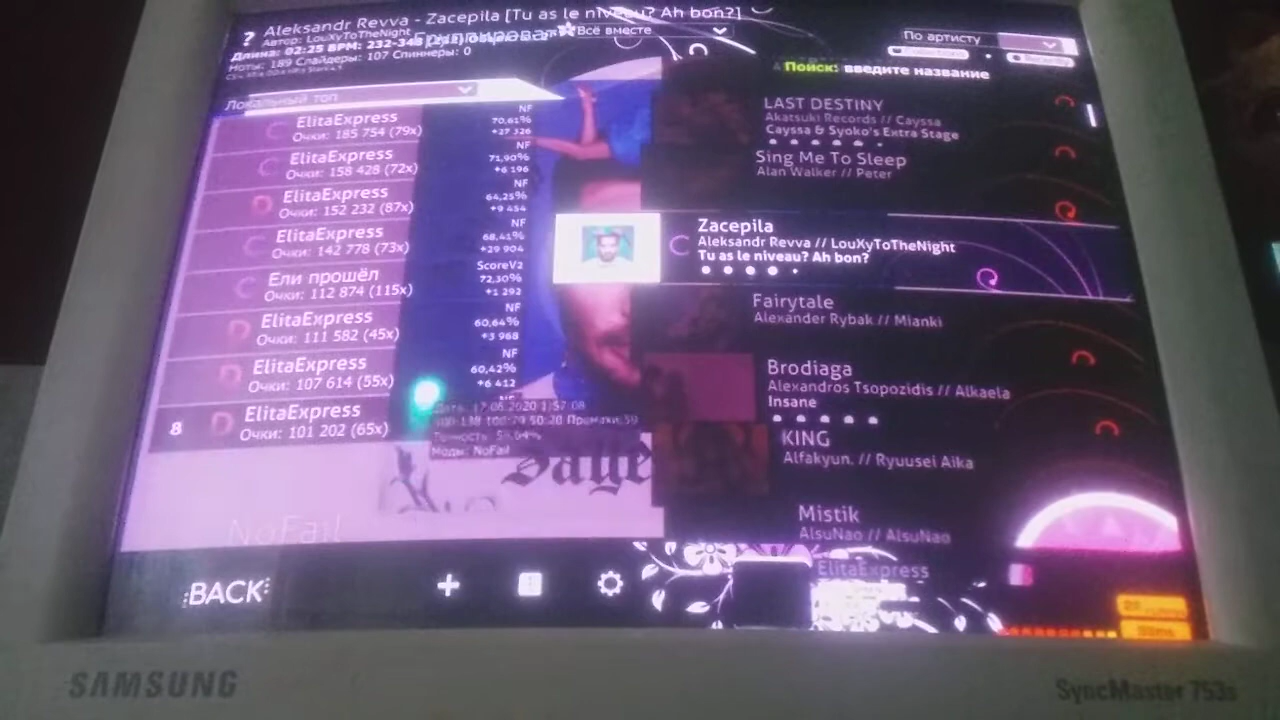 Aleksandr Revva - Zacepila [Tu as le niveau? Ah bon?]
Автор: LouXyToTheNight
Длина: 02:25 BPM: 232-348
Ноты: 189 Слайдеры: 107 Спиннеры: 0
Все вместе
По артисту
Поиск: введите название
Локальный топ
ElitaExpress
Очки: 185 754 (79x)
NF
70,61%
+27 326
ElitaExpress
Очки: 158 428 (72x)
NF
71,90%
+6 196
ElitaExpress
Очки: 152 232 (87x)
NF
64,25%
+9 454
ElitaExpress
Очки: 142 778 (73x)
NF
68,41%
+29 904
Ели прошёл
Очки: 112 874 (115x)
ScoreV2
72,30%
+1 292
ElitaExpress
Очки: 111 582 (45x)
NF
60,64%
+3 968
ElitaExpress
Очки: 107 614 (55x)
NF
60,42%
+6 412
8
ElitaExpress
Очки: 101 202 (65x)
Моды: NoFail
NoFail
LAST DESTINY
Akatsuki Records // Cayssa
Cayssa & Syoko's Extra Stage
Sing Me To Sleep
Alan Walker // Peter
Zacepila
Aleksandr Revva // LouXyToTheNight
Tu as le niveau? Ah bon?
Fairytale
Alexander Rybak // Mianki
Brodiaga
Alexandros Tsopozidis // Alkaela
Insane
KING
Alfakyun. // Ryuusei Aika
Mistik
AlsuNao // AlsuNao
BACK
ElitaExpress
SAMSUNG
SyncMaster 753s